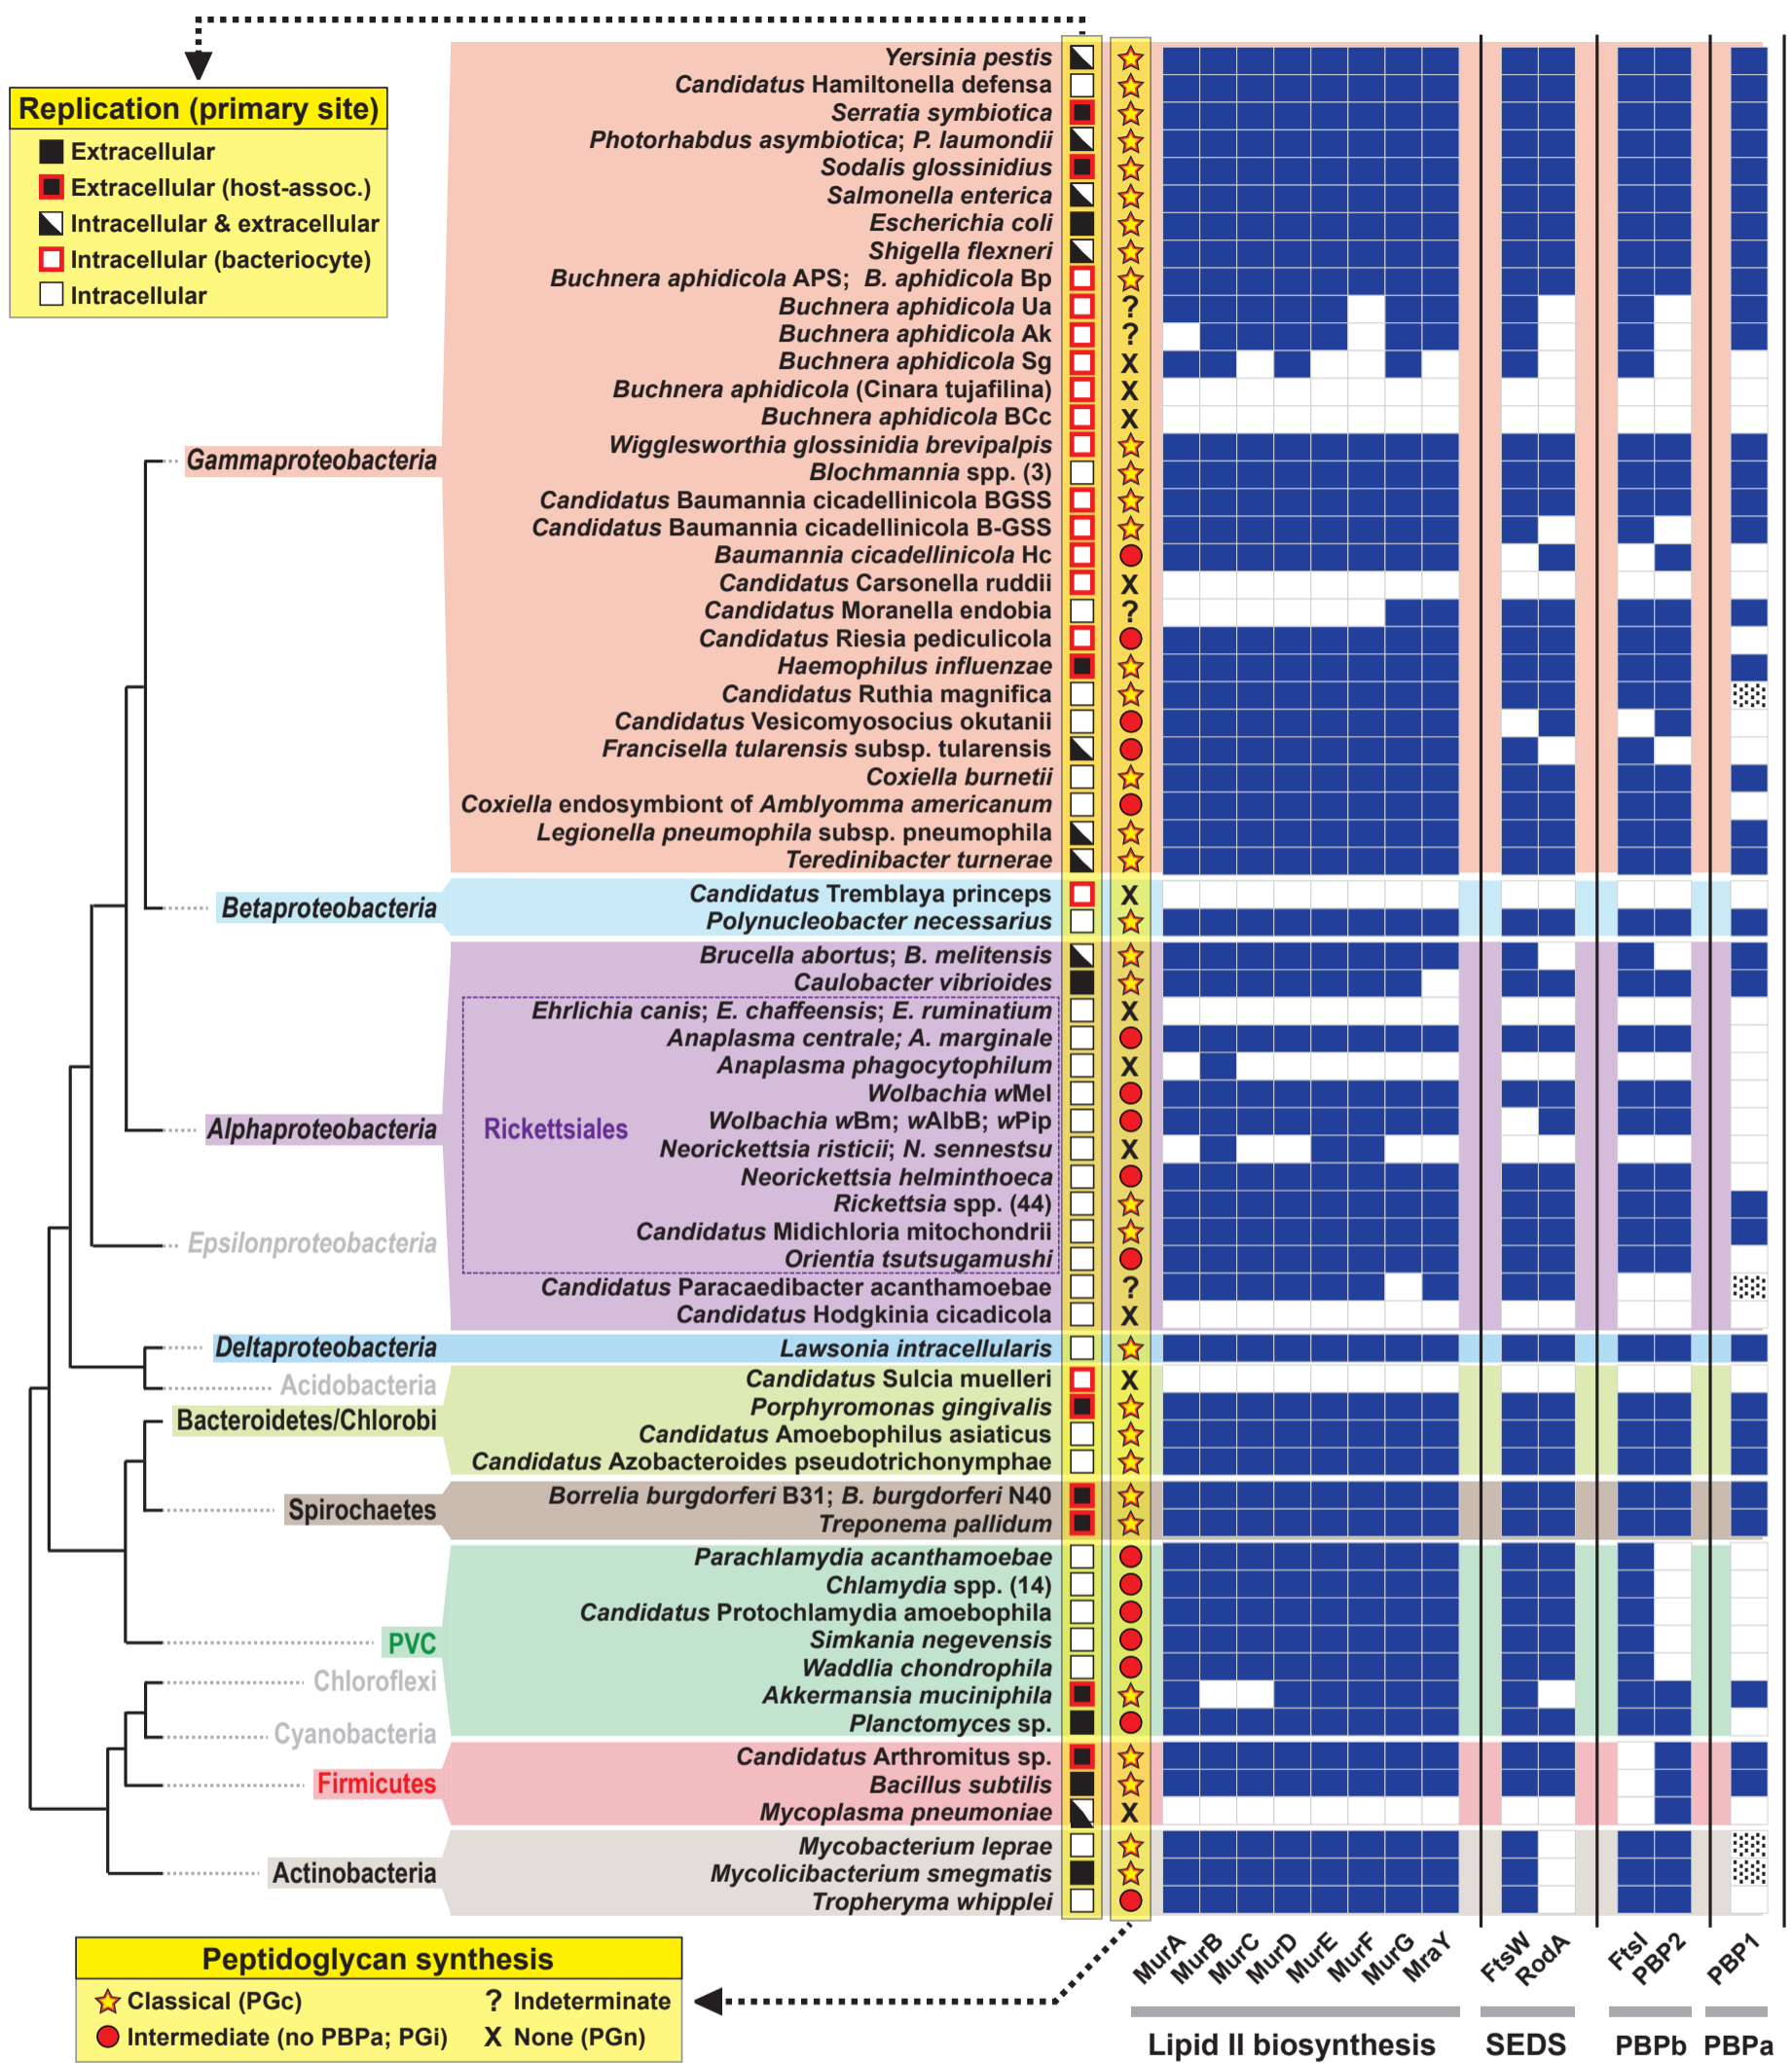 Replication (primary site)
Extracellular
Extracellular (host-assoc.)
Intracellular & extracellular
Intracellular (bacteriocyte)
Intracellular
Yersinia pestis
Candidatus Hamiltonella defensa
Serratia symbiotica
Photorhabdus asymbiotica; P. laumondii
Sodalis glossinidius
Salmonella enterica
Escherichia coli
Shigella flexneri
Buchnera aphidicola APS; B. aphidicola Bp
Buchnera aphidicola Ua ?
Buchnera aphidicola Ak ?
Buchnera aphidicola Sg X
Buchnera aphidicola (Cinara tujafilina) X
Buchnera aphidicola BCc X
Wigglesworthia glossinidia brevipalpis
Gammaproteobacteria
Blochmannia spp. (3)
Candidatus Baumannia cicadellinicola BGSS
Candidatus Baumannia cicadellinicola B-GSS
Baumannia cicadellinicola Hc
Candidatus Carsonella ruddii X
Candidatus Moranella endobia ?
Candidatus Riesia pediculicola
Haemophilus influenzae
Candidatus Ruthia magnifica
Candidatus Vesicomyosocius okutanii
Francisella tularensis subsp. tularensis
Coxiella burnetii
Coxiella endosymbiont of Amblyomma americanum
Legionella pneumophila subsp. pneumophila
Teredinibacter turnerae
Candidatus Tremblaya princeps X
Betaproteobacteria
Polynucleobacter necessarius
Brucella abortus; B. melitensis
Caulobacter vibrioides
Ehrlichia canis; E. chaffeensis; E. ruminatium X
Anaplasma centrale; A. marginale
Anaplasma phagocytophilum X
Wolbachia wMel
Alphaproteobacteria
Rickettsiales
Wolbachia wBm; wAlbB; wPip
Neorickettsia risticii; N. sennestsu X
Neorickettsia helminthoeca
Rickettsia spp. (44)
Candidatus Midichloria mitochondrii
Epsilonproteobacteria
Orientia tsutsugamushi
Candidatus Paracaedibacter acanthamoebae ?
Candidatus Hodgkinia cicadicola X
Deltaproteobacteria
Lawsonia intracellularis
Acidobacteria
Candidatus Sulcia muelleri X
Bacteroidetes/Chlorobi
Porphyromonas gingivalis
Candidatus Amoebophilus asiaticus
Candidatus Azobacteroides pseudotrichonymphae
Spirochaetes
Borrelia burgdorferi B31; B. burgdorferi N40
Treponema pallidum
Parachlamydia acanthamoebae
Chlamydia spp. (14)
Candidatus Protochlamydia amoebophila
PVC
Simkania negevensis
Waddlia chondrophila
Chloroflexi
Akkermansia muciniphila
Cyanobacteria
Planctomyces sp.
Candidatus Arthromitus sp.
Firmicutes
Bacillus subtilis
Mycoplasma pneumoniae X
Mycobacterium leprae
Actinobacteria
Mycolicibacterium smegmatis
Tropheryma whipplei
MurA
MurB
MurC
MurD
MurE
MurF
MurG
MraY
FtsW
RodA
FtsI
PBP2
PBP1
Lipid II biosynthesis
SEDS
PBPb
PBPa
Peptidoglycan synthesis
Classical (PGc)
? Indeterminate
Intermediate (no PBPa; PGi)
X None (PGn)